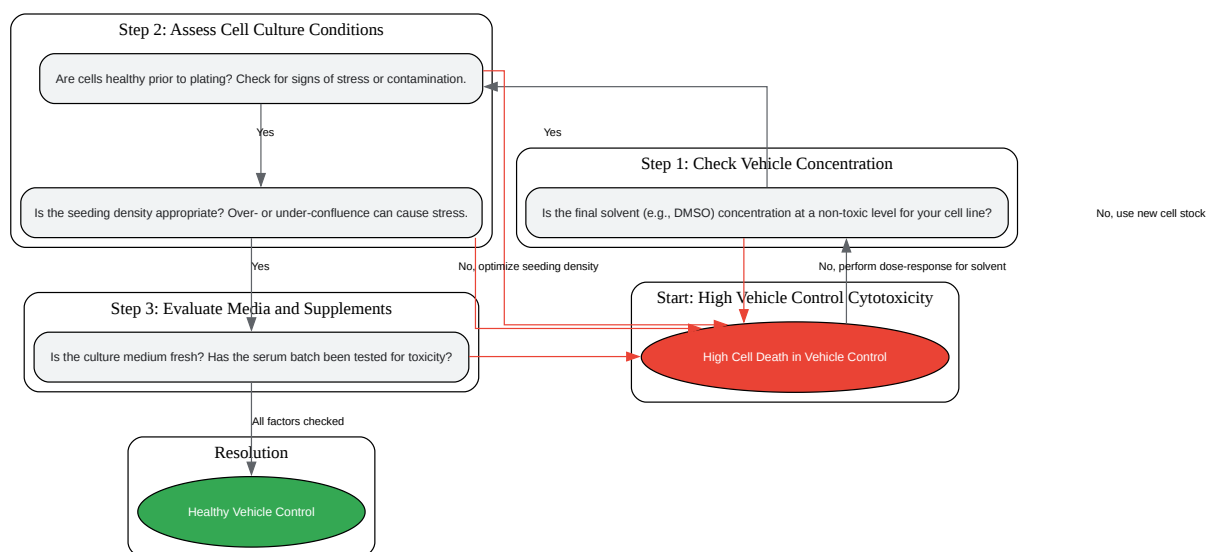 Step 2: Assess Cell Culture Conditions
Are cells healthy prior to plating? Check for signs of stress or contamination.
Yes
Yes
Step 1: Check Vehicle Concentration
Is the seeding density appropriate? Over- or under-confluence can cause stress.
Is the final solvent (e.g., DMSO) concentration at a non-toxic level for your cell line?
No, use new cell stock
Yes
No, optimize seeding density
No, perform dose-response for solvent
Start: High Vehicle Control Cytotoxicity
Step 3: Evaluate Media and Supplements
Is the culture medium fresh? Has the serum batch been tested for toxicity?
High Cell Death in Vehicle Control
All factors checked
Resolution
Healthy Vehicle Control